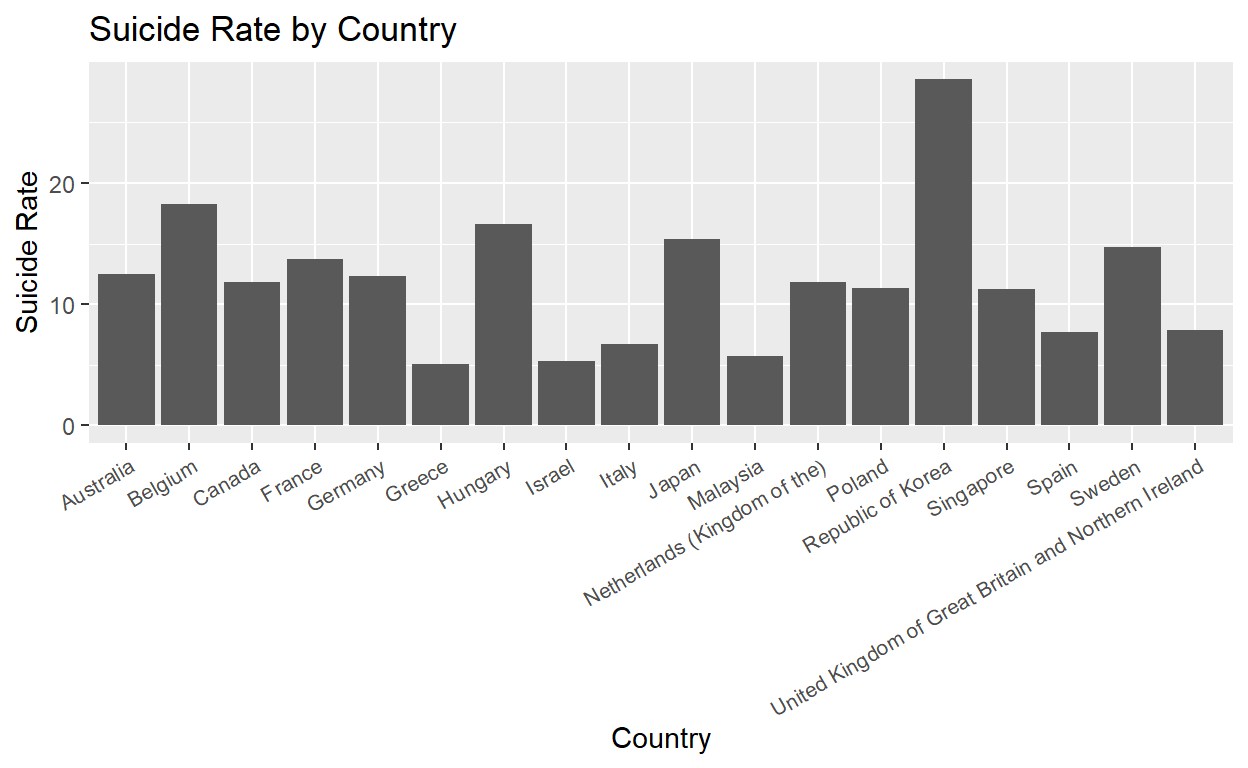 Suicide Rate by Country
Suicide Rate
20
10
0
Australia
Belgium
Canada
France
Germany
Greece
Hungary
Israel
Italy
Japan
Malaysia
Netherlands (Kingdom of the)
Poland
Republic of Korea
Singapore
Spain
Sweden
United Kingdom of Great Britain and Northern Ireland
Country